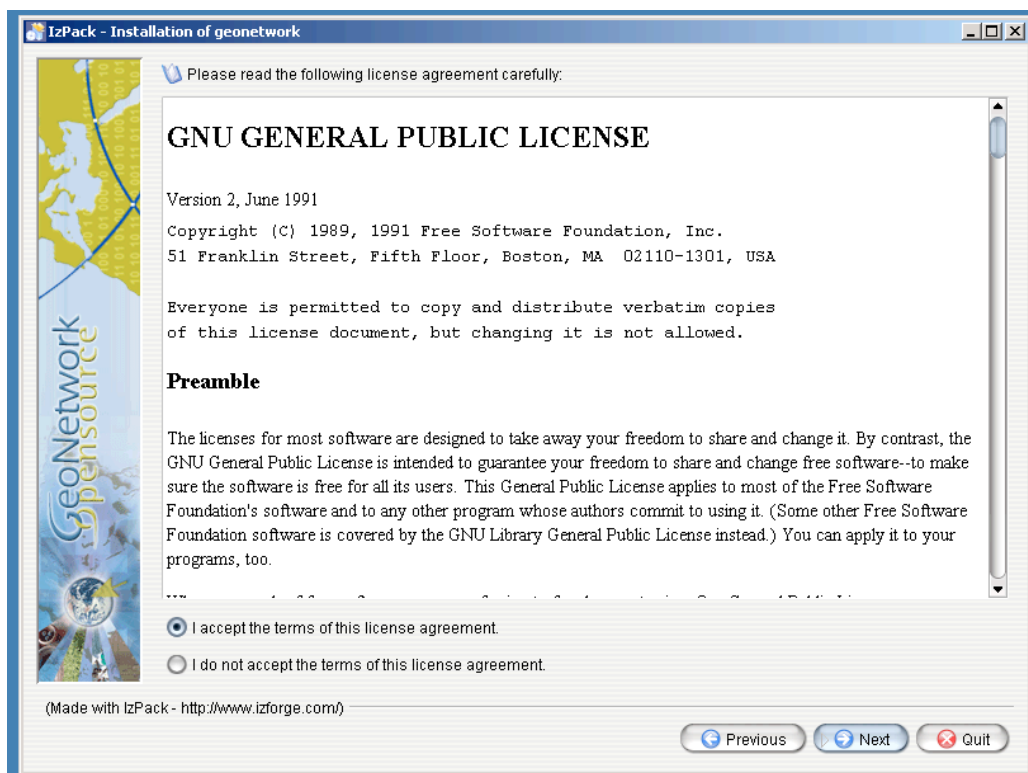 IzPack - Installation of geonetwork
Please read the following license agreement carefully:
GNU GENERAL PUBLIC LICENSE
Version 2, June 1991
Copyright (C) 1989, 1991 Free Software Foundation, Inc.
51 Franklin Street, Fifth Floor, Boston, MA  02110-1301, USA
Everyone is permitted to copy and distribute verbatim copies
of this license document, but changing it is not allowed.
Preamble
The licenses for most software are designed to take away your freedom to share and change it. By contrast, the
GNU General Public License is intended to guarantee your freedom to share and change free software--to make
sure the software is free for all its users. This General Public License applies to most of the Free Software
Foundation's software and to any other program whose authors commit to using it. (Some other Free Software
Foundation software is covered by the GNU Library General Public License instead.) You can apply it to your
programs, too.
GeoNetwork
Opensource
I accept the terms of this license agreement.
I do not accept the terms of this license agreement.
(Made with IzPack - http://www.izforge.com/)
Previous
Next
Quit